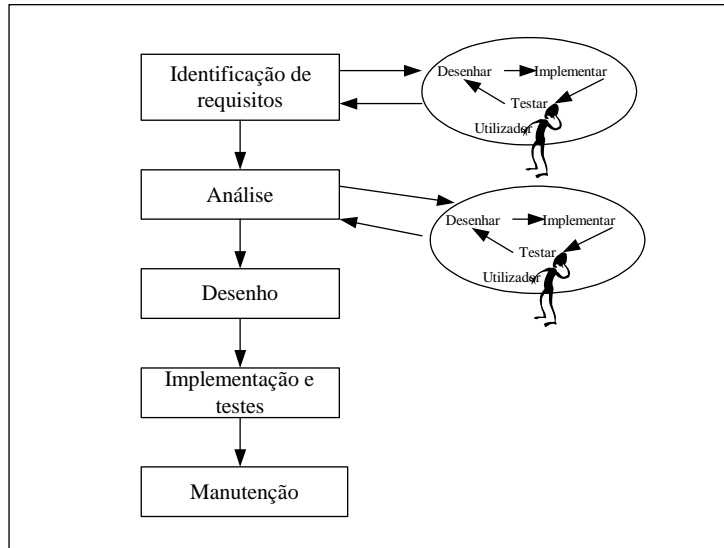 Identificação de
requisitos
Desenhar
Implementar
Testar
Utilizador
Análise
Desenhar
Implementar
Testar
Utilizador
Desenho
Implementação e
testes
Manutenção